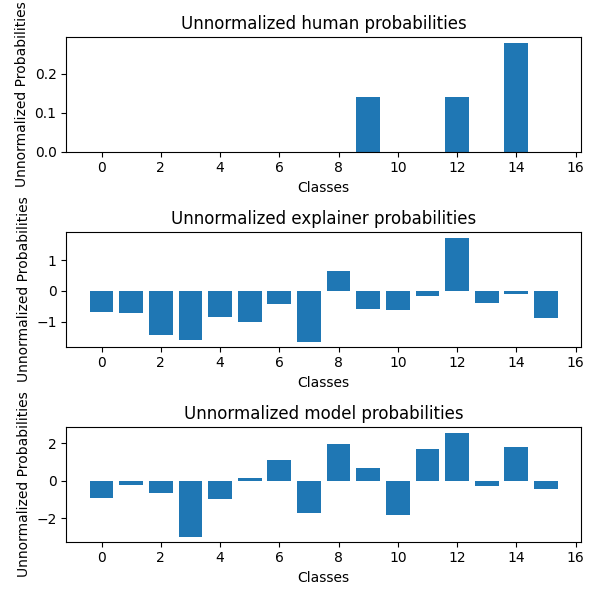 Unnormalized human probabilities
Unnormalized Probabilities
0.2
0.1
0.0
0 2 4 6 8 10 12 14 16
Classes
Unnormalized explainer probabilities
Unnormalized Probabilities
1
0
−1
0 2 4 6 8 10 12 14 16
Classes
Unnormalized model probabilities
Unnormalized Probabilities
2
0
−2
0 2 4 6 8 10 12 14 16
Classes